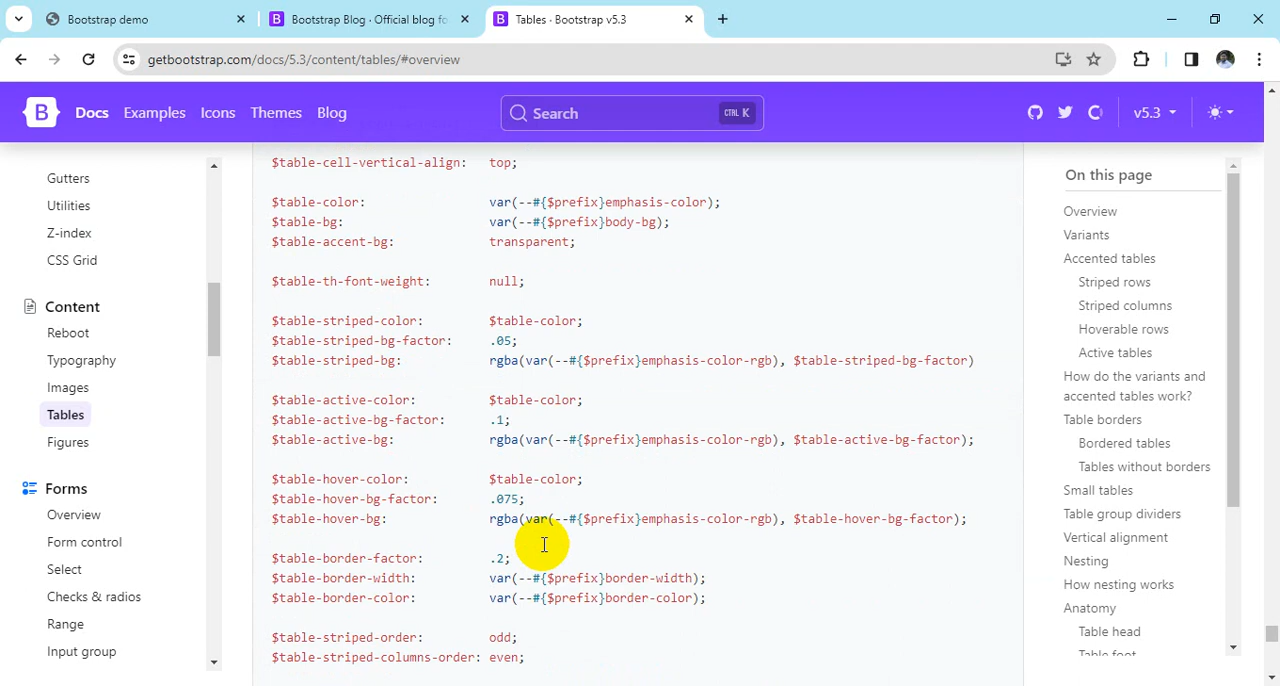 Bootstrap demo
Bootstrap Blog · Official blog fo
Tables · Bootstrap v5.3
getbootstrap.com/docs/5.3/content/tables/#overview
B Docs Examples Icons Themes Blog
Search CTRL K
v5.3
Gutters
Utilities
Z-index
CSS Grid
Content
Reboot
Typography
Images
Tables
Figures
Forms
Overview
Form control
Select
Checks & radios
Range
Input group
$table-cell-vertical-align: top;
$table-color: var(--#{$prefix}emphasis-color);
$table-bg: var(--#{$prefix}body-bg);
$table-accent-bg: transparent;
$table-th-font-weight: null;
$table-striped-color: $table-color;
$table-striped-bg-factor: .05;
$table-striped-bg: rgba(var(--#{$prefix}emphasis-color-rgb), $table-striped-bg-factor)
$table-active-color: $table-color;
$table-active-bg-factor: .1;
$table-active-bg: rgba(var(--#{$prefix}emphasis-color-rgb), $table-active-bg-factor);
$table-hover-color: $table-color;
$table-hover-bg-factor: .075;
$table-hover-bg: rgba(var(--#{$prefix}emphasis-color-rgb), $table-hover-bg-factor);
$table-border-factor: .2;
$table-border-width: var(--#{$prefix}border-width);
$table-border-color: var(--#{$prefix}border-color);
$table-striped-order: odd;
$table-striped-columns-order: even;
On this page
Overview
Variants
Accented tables
Striped rows
Striped columns
Hoverable rows
Active tables
How do the variants and
accented tables work?
Table borders
Bordered tables
Tables without borders
Small tables
Table group dividers
Vertical alignment
Nesting
How nesting works
Anatomy
Table head
Table foot